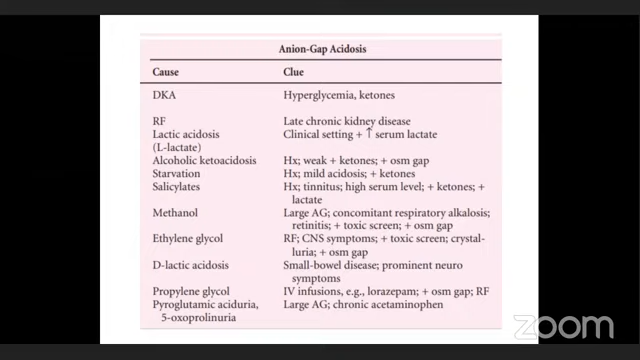 Anion-Gap Acidosis
Cause Clue
DKA Hyperglycemia, ketones
RF Late chronic kidney disease
Lactic acidosis Clinical setting + ↑ serum lactate
(L-lactate)
Alcoholic ketoacidosis Hx; weak + ketones; + osm gap
Starvation Hx; mild acidosis; + ketones
Salicylates Hx; tinnitus; high serum level; + ketones; +
lactate
Methanol Large AG; concomitant respiratory alkalosis;
retinitis; + toxic screen; + osm gap
Ethylene glycol RF; CNS symptoms; + toxic screen; crystal-
luria; + osm gap
D-lactic acidosis Small-bowel disease; prominent neuro
symptoms
Propylene glycol IV infusions, e.g., lorazepam; + osm gap; RF
Pyroglutamic aciduria, Large AG; chronic acetaminophen
5-oxoprolinuria
zoom